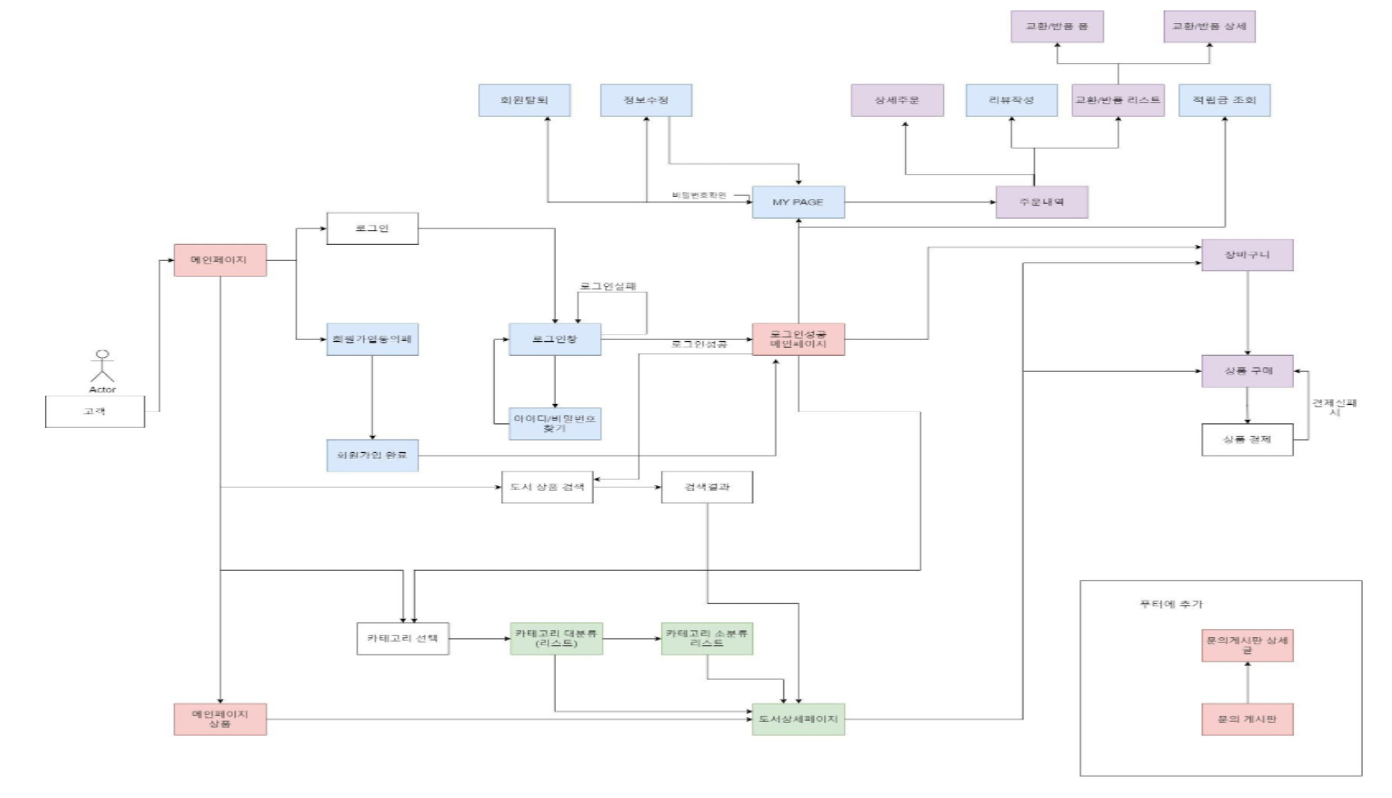 교환/반품 폼
교환/반품 상세
회원탈퇴
정보수정
상세주문
리뷰작성
교환/반품 리스트
적립금 조회
비밀번호확인
MY PAGE
주문내역
로그인
메인페이지
장바구니
로그인실패
회원가입동의페
로그인창
로그인성공
로그인성공
메인페이지
Actor
고객
상품 구매
결제실패
시
아이디/비밀번호
찾기
상품 결제
회원가입 완료
도서 상품 검색
검색결과
푸터에 추가
카테고리 선택
카테고리 대분류
(리스트)
카테고리 소분류
리스트
문의게시판 상세
글
메인페이지
상품
도서상세페이지
문의 게시판